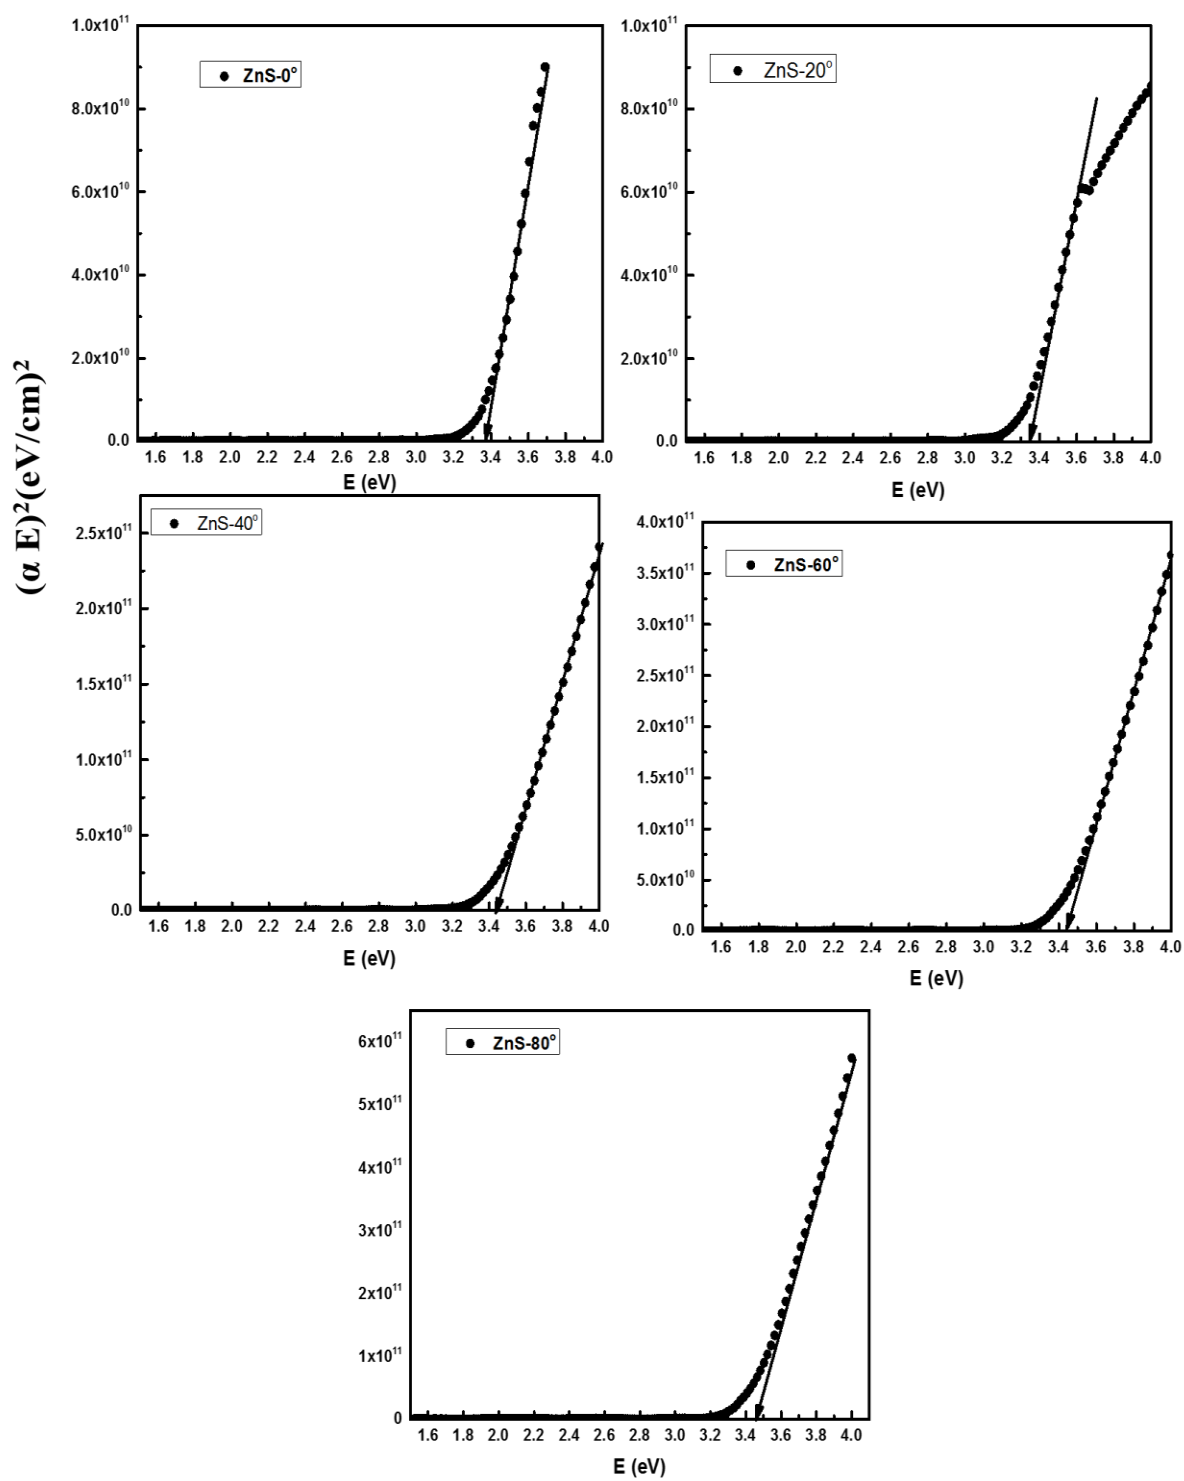 (α E)²(eV/cm)²
ZnS-0°
1.0x10¹¹
8.0x10¹⁰
6.0x10¹⁰
4.0x10¹⁰
2.0x10¹⁰
0.0
1.6 1.8 2.0 2.2 2.4 2.6 2.8 3.0 3.2 3.4 3.6 3.8 4.0
E (eV)
ZnS-20°
1.0x10¹¹
8.0x10¹⁰
6.0x10¹⁰
4.0x10¹⁰
2.0x10¹⁰
0.0
1.6 1.8 2.0 2.2 2.4 2.6 2.8 3.0 3.2 3.4 3.6 3.8 4.0
E (eV)
ZnS-40°
2.5x10¹¹
2.0x10¹¹
1.5x10¹¹
1.0x10¹¹
5.0x10¹⁰
0.0
1.6 1.8 2.0 2.2 2.4 2.6 2.8 3.0 3.2 3.4 3.6 3.8 4.0
E (eV)
ZnS-60°
4.0x10¹¹
3.5x10¹¹
3.0x10¹¹
2.5x10¹¹
2.0x10¹¹
1.5x10¹¹
1.0x10¹¹
5.0x10¹⁰
0.0
1.6 1.8 2.0 2.2 2.4 2.6 2.8 3.0 3.2 3.4 3.6 3.8 4.0
E (eV)
ZnS-80°
6x10¹¹
5x10¹¹
4x10¹¹
3x10¹¹
2x10¹¹
1x10¹¹
0
1.6 1.8 2.0 2.2 2.4 2.6 2.8 3.0 3.2 3.4 3.6 3.8 4.0
E (eV)